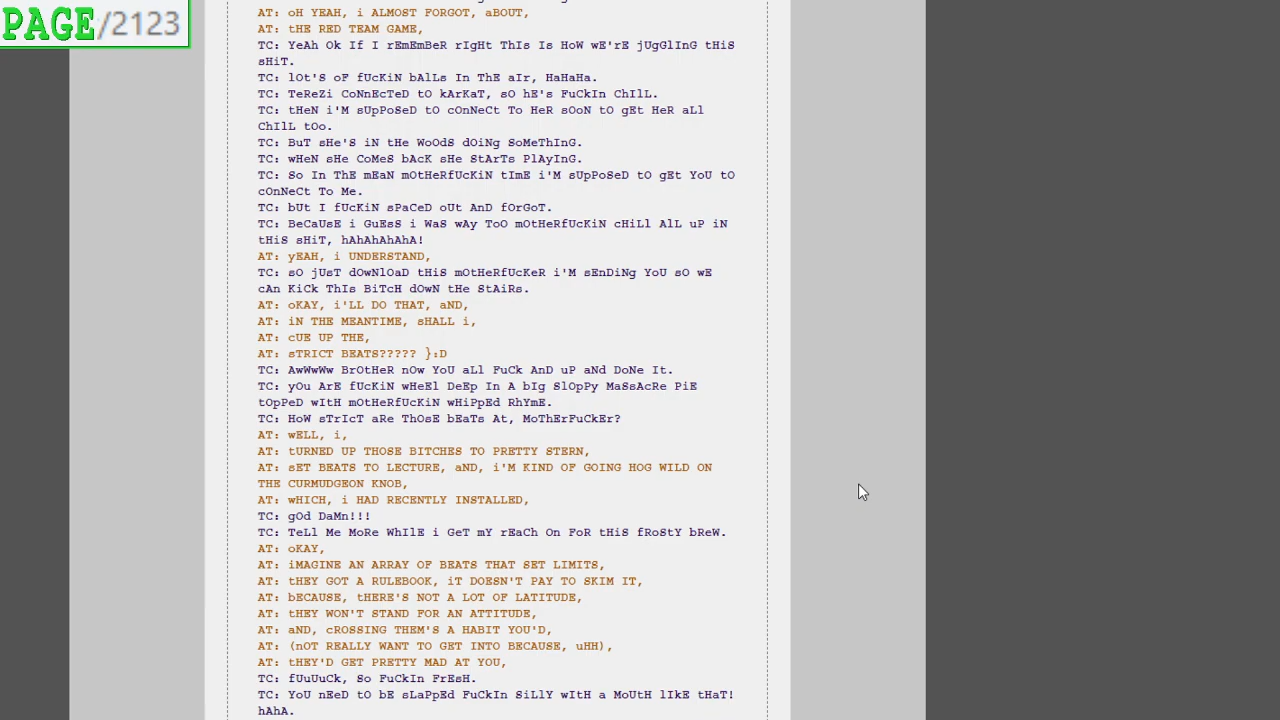 PAGE/2123
AT: oH YEAH, i ALMOST FORGOT, aBOUT,
AT: tHE RED TEAM GAME,
TC: YeAh Ok If I rEmEmBeR rIgHt ThIs Is HoW wE'rE jUgGlInG tHiS
sHiT.
TC: lOt'S oF fUcKiN bAlLs In ThE aIr, HaHaHa.
TC: TeReZi CoNnEcTeD tO kArKaT, sO hE's FuCkIn ChIlL.
TC: tHeN i'M sUpPoSeD tO cOnNeCt To HeR sOoN tO gEt HeR aLl
ChIlL tOo.
TC: BuT sHe'S iN tHe WoOdS dOiNg SoMeThInG.
TC: wHeN sHe CoMeS bAcK sHe StArTs PlAyInG.
TC: So In ThE mEaN mOtHeRfUcKiN tImE i'M sUpPoSeD tO gEt YoU tO
cOnNeCt To Me.
TC: bUt I fUcKiN sPaCeD oUt AnD fOrGoT.
TC: BeCaUsE i GuEsS i WaS wAy ToO mOtHeRfUcKiN cHiLl AlL uP iN
tHiS sHiT, hAhAhAhAhA!
AT: yEAH, i UNDERSTAND,
TC: sO jUsT dOwNlOaD tHiS mOtHeRfUcKeR i'M sEnDiNg YoU sO wE
cAn KiCk ThIs BiTcH dOwN tHe StAiRs.
AT: oKAY, i'LL DO THAT, aND,
AT: iN THE MEANTIME, sHALL i,
AT: cUE UP THE,
AT: sTRICT BEATS????? }:D
TC: AwWwWw BrOtHeR nOw YoU aLl FuCk AnD uP aNd DoNe It.
TC: yOu ArE fUcKiN wHeEl DeEp In A bIg SlOpPy MaSsAcRe PiE
tOpPeD wItH mOtHeRfUcKiN wHiPpEd RhYmE.
TC: HoW sTrIcT aRe ThOsE bEaTs At, MoThErFuCkEr?
AT: wELL, i,
AT: tURNED UP THOSE BITCHES TO PRETTY STERN,
AT: sET BEATS TO LECTURE, aND, i'M KIND OF GOING HOG WILD ON
THE CURMUDGEON KNOB,
AT: wHICH, i HAD RECENTLY INSTALLED,
TC: gOd DaMn!!!
TC: TeLl Me MoRe WhIlE i GeT mY rEaCh On FoR tHiS fRoStY bReW.
AT: oKAY,
AT: iMAGINE AN ARRAY OF BEATS THAT SET LIMITS,
AT: tHEY GOT A RULEBOOK, iT DOESN'T PAY TO SKIM IT,
AT: bECAUSE, tHERE'S NOT A LOT OF LATITUDE,
AT: tHEY WON'T STAND FOR AN ATTITUDE,
AT: aND, cROSSING THEM'S A HABIT YOU'D,
AT: (nOT REALLY WANT TO GET INTO BECAUSE, uHH),
AT: tHEY'D GET PRETTY MAD AT YOU,
TC: fUuUuCk, So FuCkIn FrEsH.
TC: YoU nEeD tO bE sLaPpEd FuCkIn SiLlY wItH a MoUtH lIkE tHaT!
hAhA.